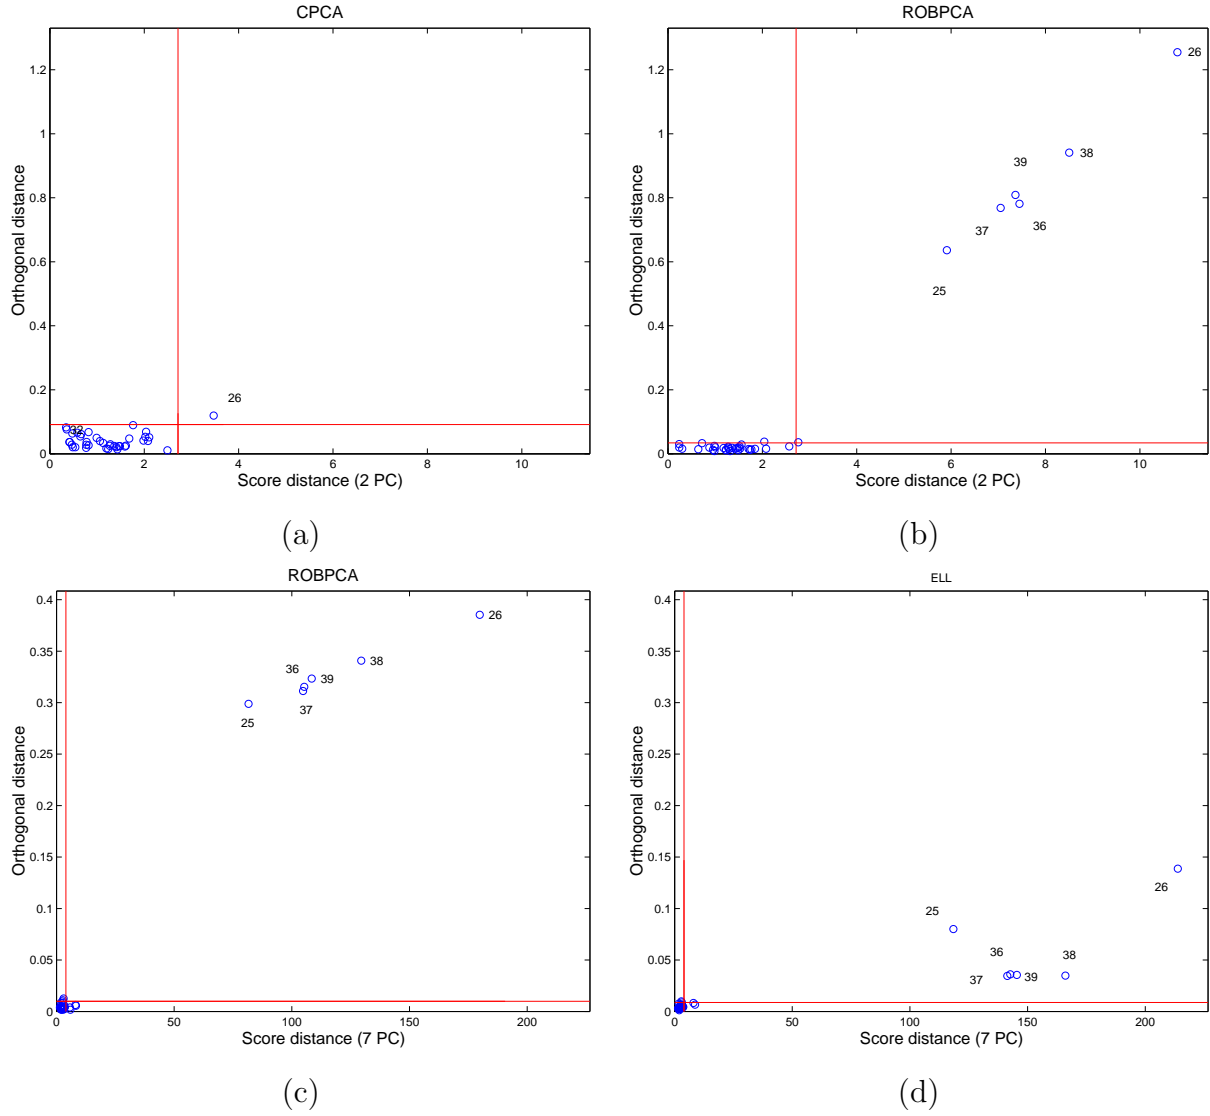 CPCA
1.2
1
0.8
0.6
0.4
0.2
0
Orthogonal distance
26
32
0 2 4 6 8 10
Score distance (2 PC)
(a)
ROBPCA
1.2
1
0.8
0.6
0.4
0.2
0
Orthogonal distance
26
38
39
36
37
25
0 2 4 6 8 10
Score distance (2 PC)
(b)
ROBPCA
0.4
0.35
0.3
0.25
0.2
0.15
0.1
0.05
0
Orthogonal distance
26
38
36
39
37
25
0 50 100 150 200
Score distance (7 PC)
(c)
ELL
0.4
0.35
0.3
0.25
0.2
0.15
0.1
0.05
0
Orthogonal distance
26
25
36
38
37
39
0 50 100 150 200
Score distance (7 PC)
(d)